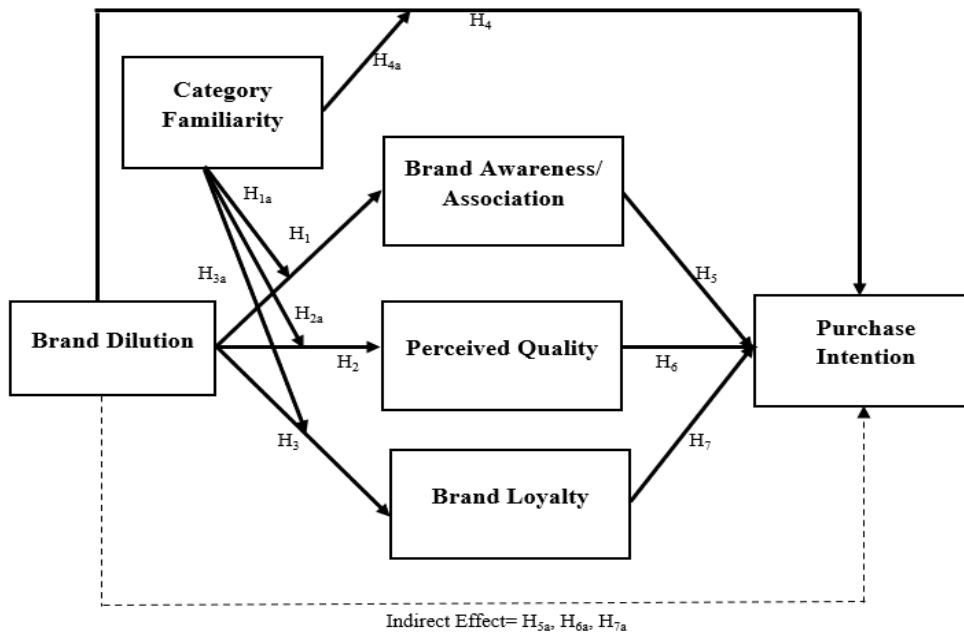 H4
H4a
Category
Familiarity
Brand Awareness/
Association
H1a
H1
H3a
H5
H2a
Brand Dilution
Perceived Quality
Purchase
Intention
H2
H6
H3
H7
Brand Loyalty
Indirect Effect= H5a, H6a, H7a